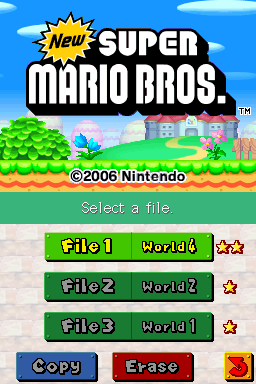 New SUPER
MARIO BROS.™
©2006 Nintendo
Select a file.
File 1 World 4
File 2 World 2
File 3 World 1
Copy Erase